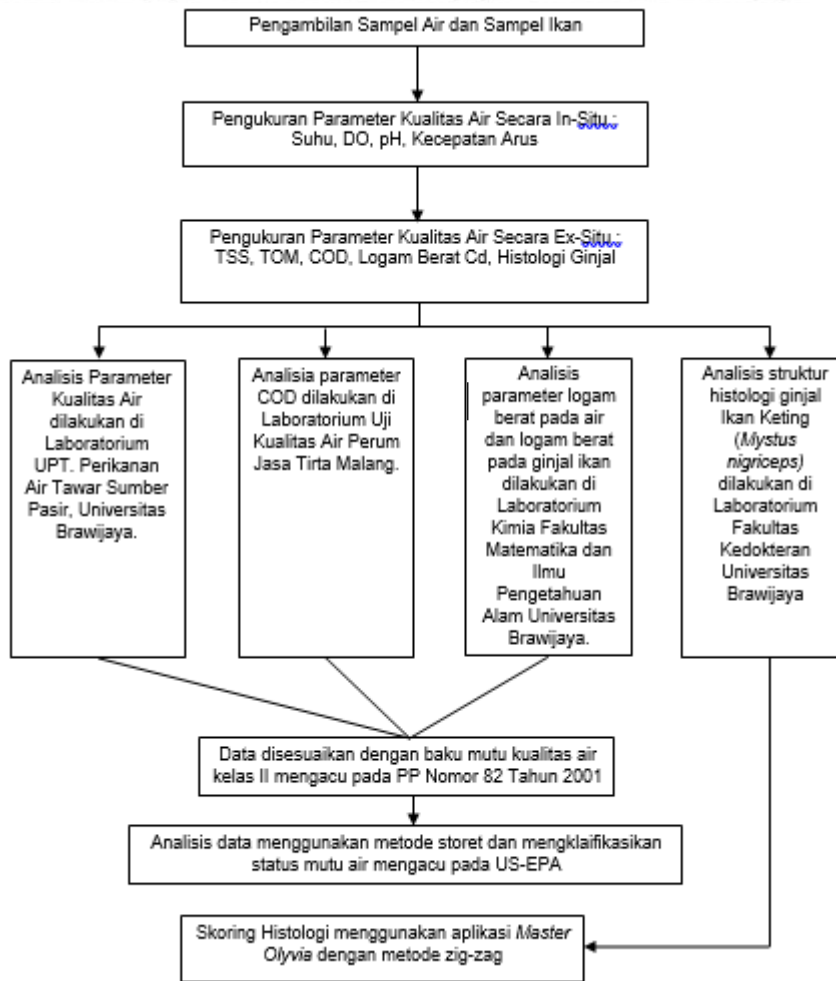 Pengambilan Sampel Air dan Sampel Ikan
Pengukuran Parameter Kualitas Air Secara In-Situ :
Suhu, DO, pH, Kecepatan Arus
Pengukuran Parameter Kualitas Air Secara Ex-Situ :
TSS, TOM, COD, Logam Berat Cd, Histologi Ginjal
Analisis Parameter
Kualitas Air
dilakukan di
Laboratorium
UPT. Perikanan
Air Tawar Sumber
Pasir, Universitas
Brawijaya.
Analisia parameter
COD dilakukan di
Laboratorium Uji
Kualitas Air Perum
Jasa Tirta Malang.
Analisis
parameter logam
berat pada air
dan logam berat
pada ginjal ikan
dilakukan di
Laboratorium
Kimia Fakultas
Matematika dan
Ilmu
Pengetahuan
Alam Universitas
Brawijaya.
Analisis struktur
histologi ginjal
Ikan Keting
(Mystus
nigriceps)
dilakukan di
Laboratorium
Fakultas
Kedokteran
Universitas
Brawijaya
Data disesuaikan dengan baku mutu kualitas air
kelas II mengacu pada PP Nomor 82 Tahun 2001
Analisis data menggunakan metode storet dan mengklaifikasikan
status mutu air mengacu pada US-EPA
Skoring Histologi menggunakan aplikasi Master
Olyvia dengan metode zig-zag